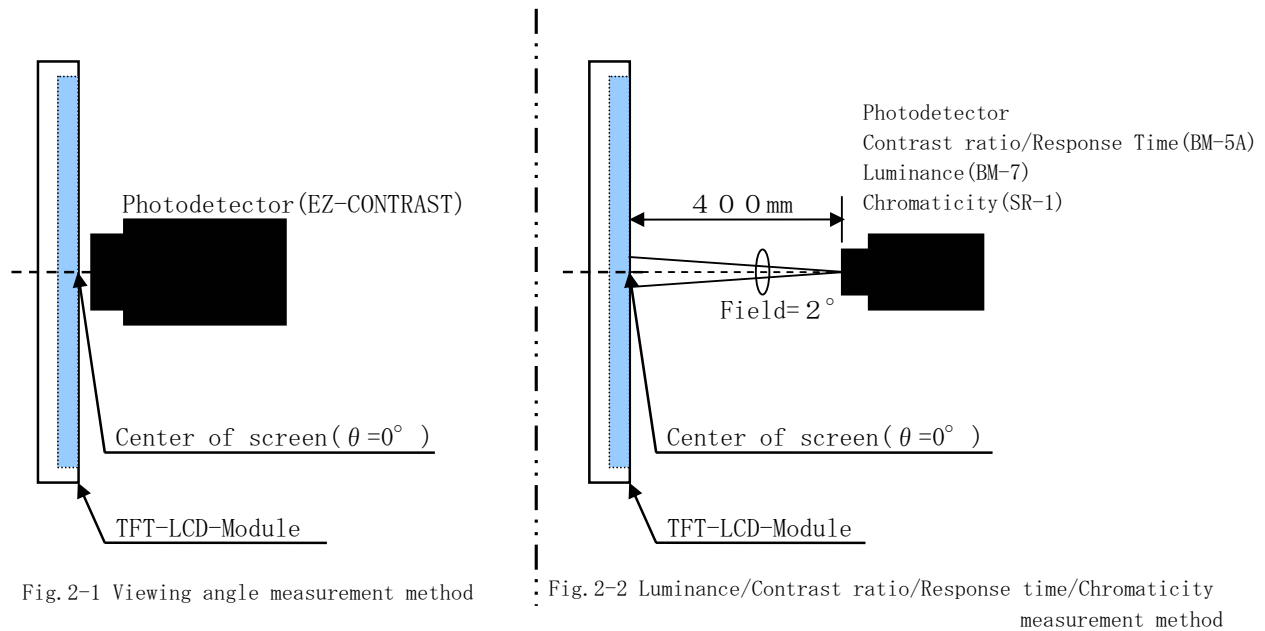 Photodetector(EZ-CONTRAST)
Center of screen(θ=0°)
TFT-LCD-Module
Fig.2-1 Viewing angle measurement method
Photodetector
Contrast ratio/Response Time(BM-5A)
Luminance(BM-7)
Chromaticity(SR-1)
４００mm
Field=２°
Center of screen(θ=0°)
TFT-LCD-Module
Fig.2-2 Luminance/Contrast ratio/Response time/Chromaticity
measurement method